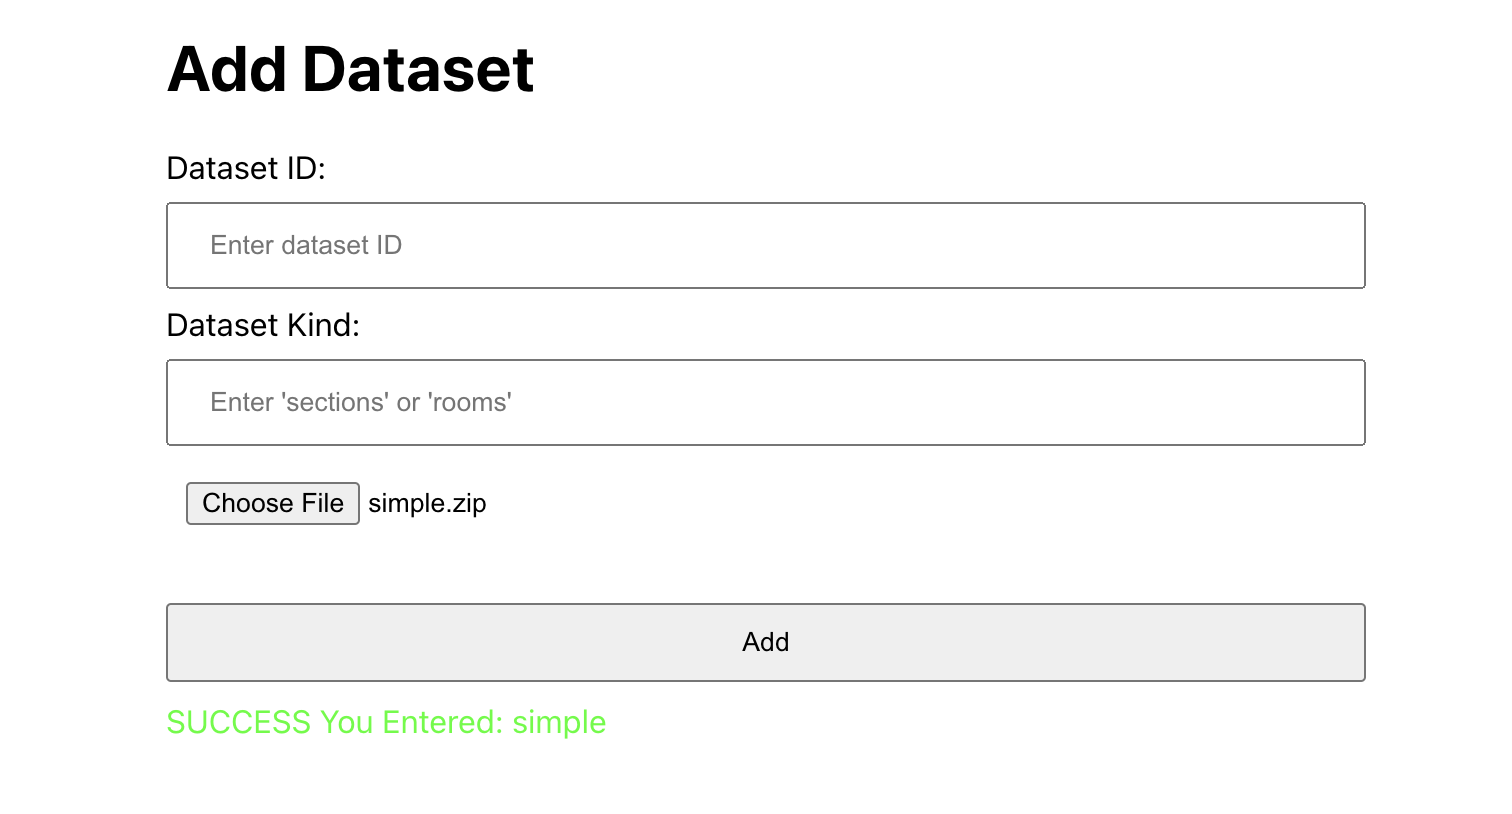 Add Dataset
Dataset ID:
Enter dataset ID
Dataset Kind:
Enter 'sections' or 'rooms'
Choose File simple.zip
Add
SUCCESS You Entered: simple